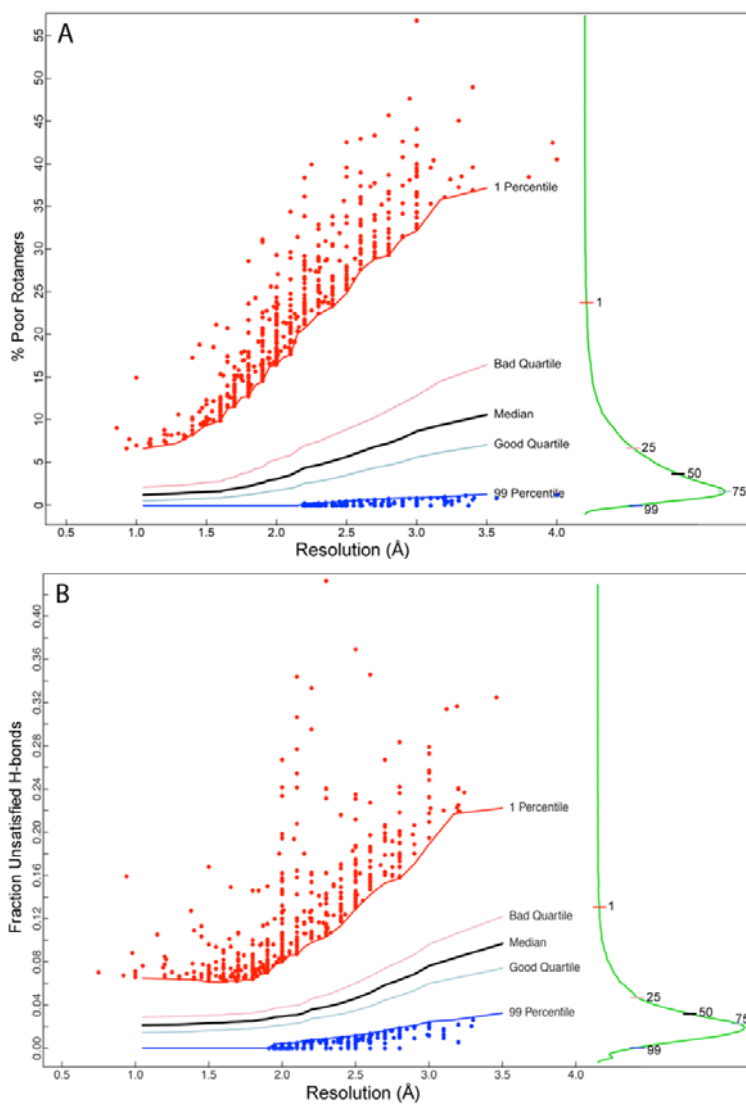 A
% Poor Rotamers
55
50
45
40
35
30
25
20
15
10
5
0
1 Percentile
Bad Quartile
Median
Good Quartile
99 Percentile
1
25
50
75
99
0.5 1.0 1.5 2.0 2.5 3.0 3.5 4.0
Resolution (Å)
B
Fraction Unsatisfied H-bonds
0.40
0.36
0.32
0.28
0.24
0.20
0.16
0.12
0.08
0.04
0.00
1 Percentile
Bad Quartile
Median
Good Quartile
99 Percentile
1
25
50
75
99
0.5 1.0 1.5 2.0 2.5 3.0 3.5 4.0
Resolution (Å)